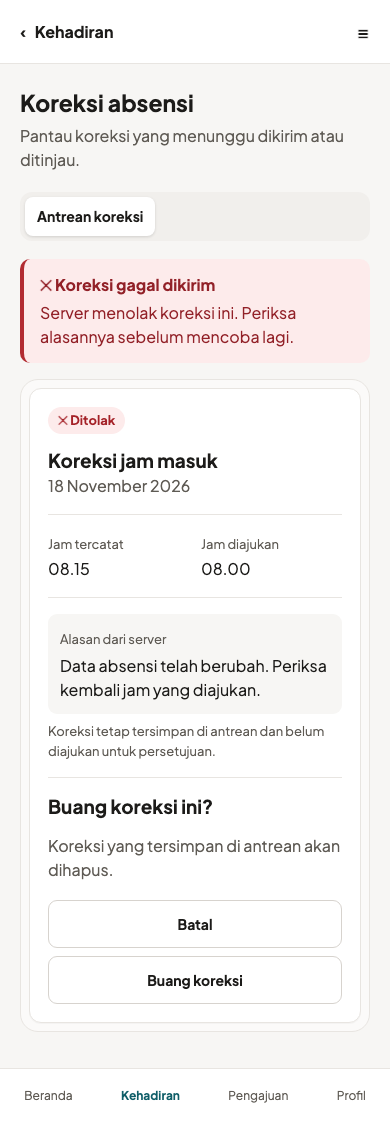 ‹ Kehadiran
≡
Koreksi absensi
Pantau koreksi yang menunggu dikirim atau
ditinjau.
Antrean koreksi
Koreksi gagal dikirim
Server menolak koreksi ini. Periksa
alasannya sebelum mencoba lagi.
Ditolak
Koreksi jam masuk
18 November 2026
Jam tercatat
08.15
Jam diajukan
08.00
Alasan dari server
Data absensi telah berubah. Periksa
kembali jam yang diajukan.
Koreksi tetap tersimpan di antrean dan belum
diajukan untuk persetujuan.
Buang koreksi ini?
Koreksi yang tersimpan di antrean akan
dihapus.
Batal
Buang koreksi
Beranda
Kehadiran
Pengajuan
Profil